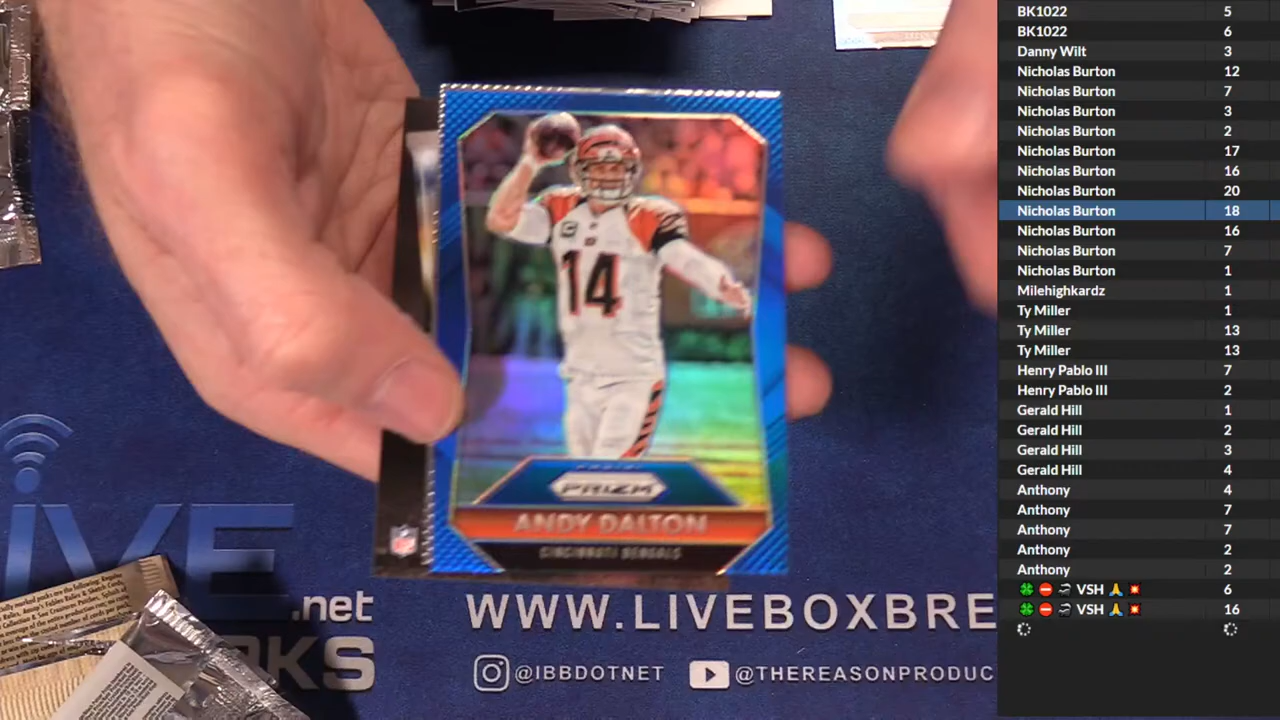 14
PRIZM
ANDY DALTON
CINCINNATI BENGALS
NFL
LIVE
.net
WWW.LIVEBOXBRE
@IBBDOTNET
@THEREASONPRODUC
BK1022 5
BK1022 6
Danny Wilt 3
Nicholas Burton 12
Nicholas Burton 7
Nicholas Burton 3
Nicholas Burton 2
Nicholas Burton 17
Nicholas Burton 16
Nicholas Burton 20
Nicholas Burton 18
Nicholas Burton 16
Nicholas Burton 7
Nicholas Burton 1
Milehighkardz 1
Ty Miller 1
Ty Miller 13
Ty Miller 13
Henry Pablo III 7
Henry Pablo III 2
Gerald Hill 1
Gerald Hill 2
Gerald Hill 3
Gerald Hill 4
Anthony 4
Anthony 7
Anthony 7
Anthony 2
Anthony 2
🍀 ⛔ VSH 🙏 💥 6
🍀 ⛔ VSH 🙏 💥 16